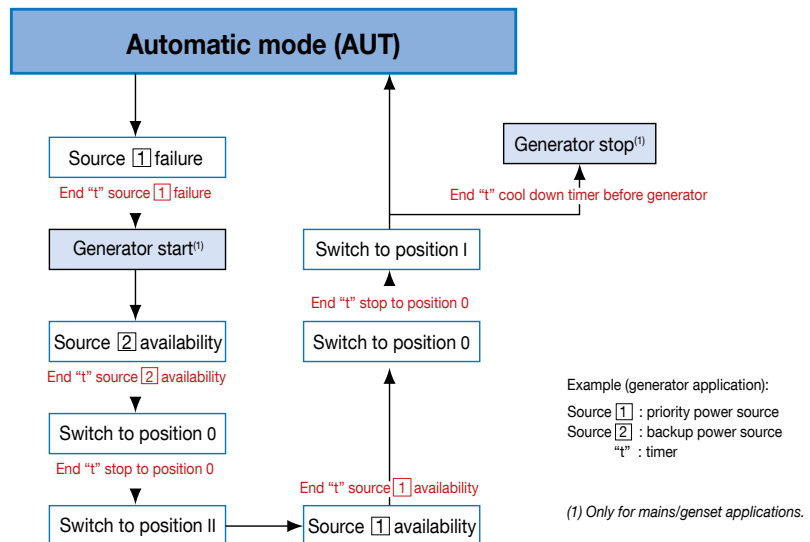 Automatic mode (AUT)
Source 1 failure
End “t” source 1 failure
Generator start(1)
Source 2 availability
End “t” source 2 availability
Switch to position 0
End “t” stop to position 0
Switch to position II
Source 1 availability
End “t” source 1 availability
Switch to position 0
End “t” stop to position 0
Switch to position I
End “t” cool down timer before generator
Generator stop(1)
Example (generator application):
Source 1 : priority power source
Source 2 : backup power source
“t” : timer
(1) Only for mains/genset applications.